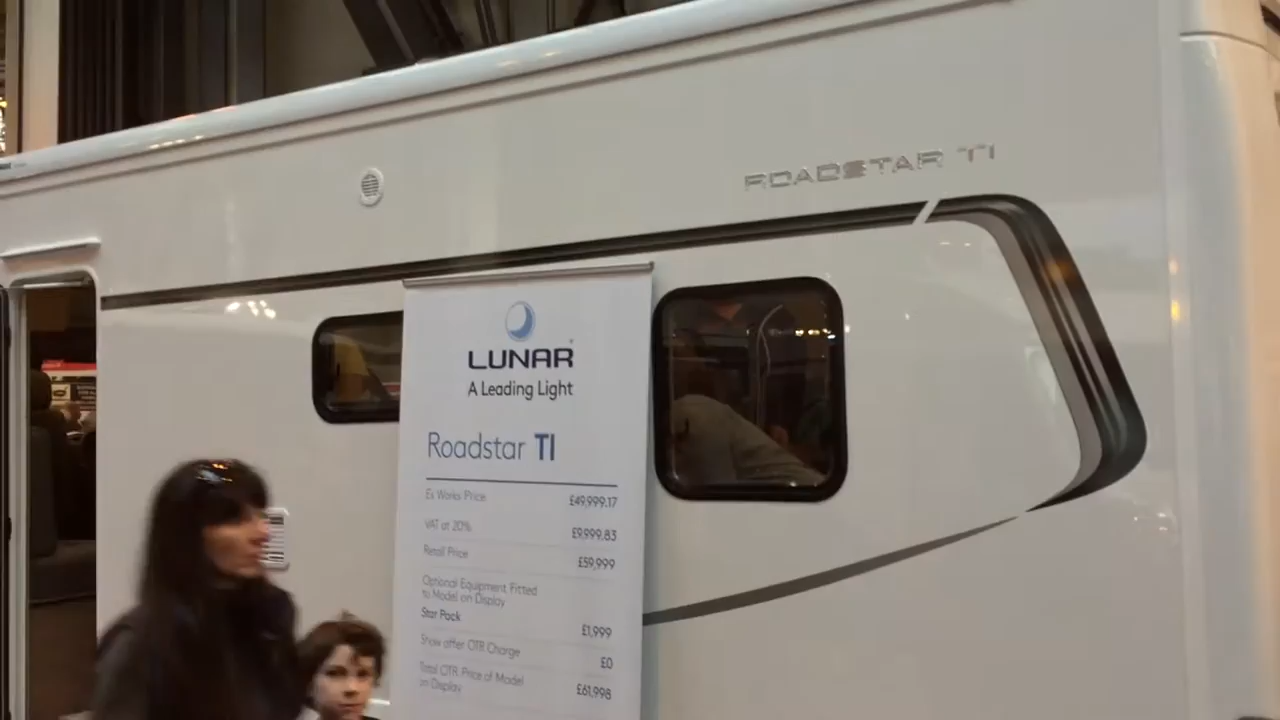 ROADSTAR TI
LUNAR
A Leading Light
Roadstar TI
Ex Works Price £49,999.17
VAT at 20% £9,999.83
Retail Price £59,999
Optional Equipment Fitted
to Model on Display
Star Pack £1,999
Show offer OTR Charge £0
Total OTR Price of Model
on Display £61,998